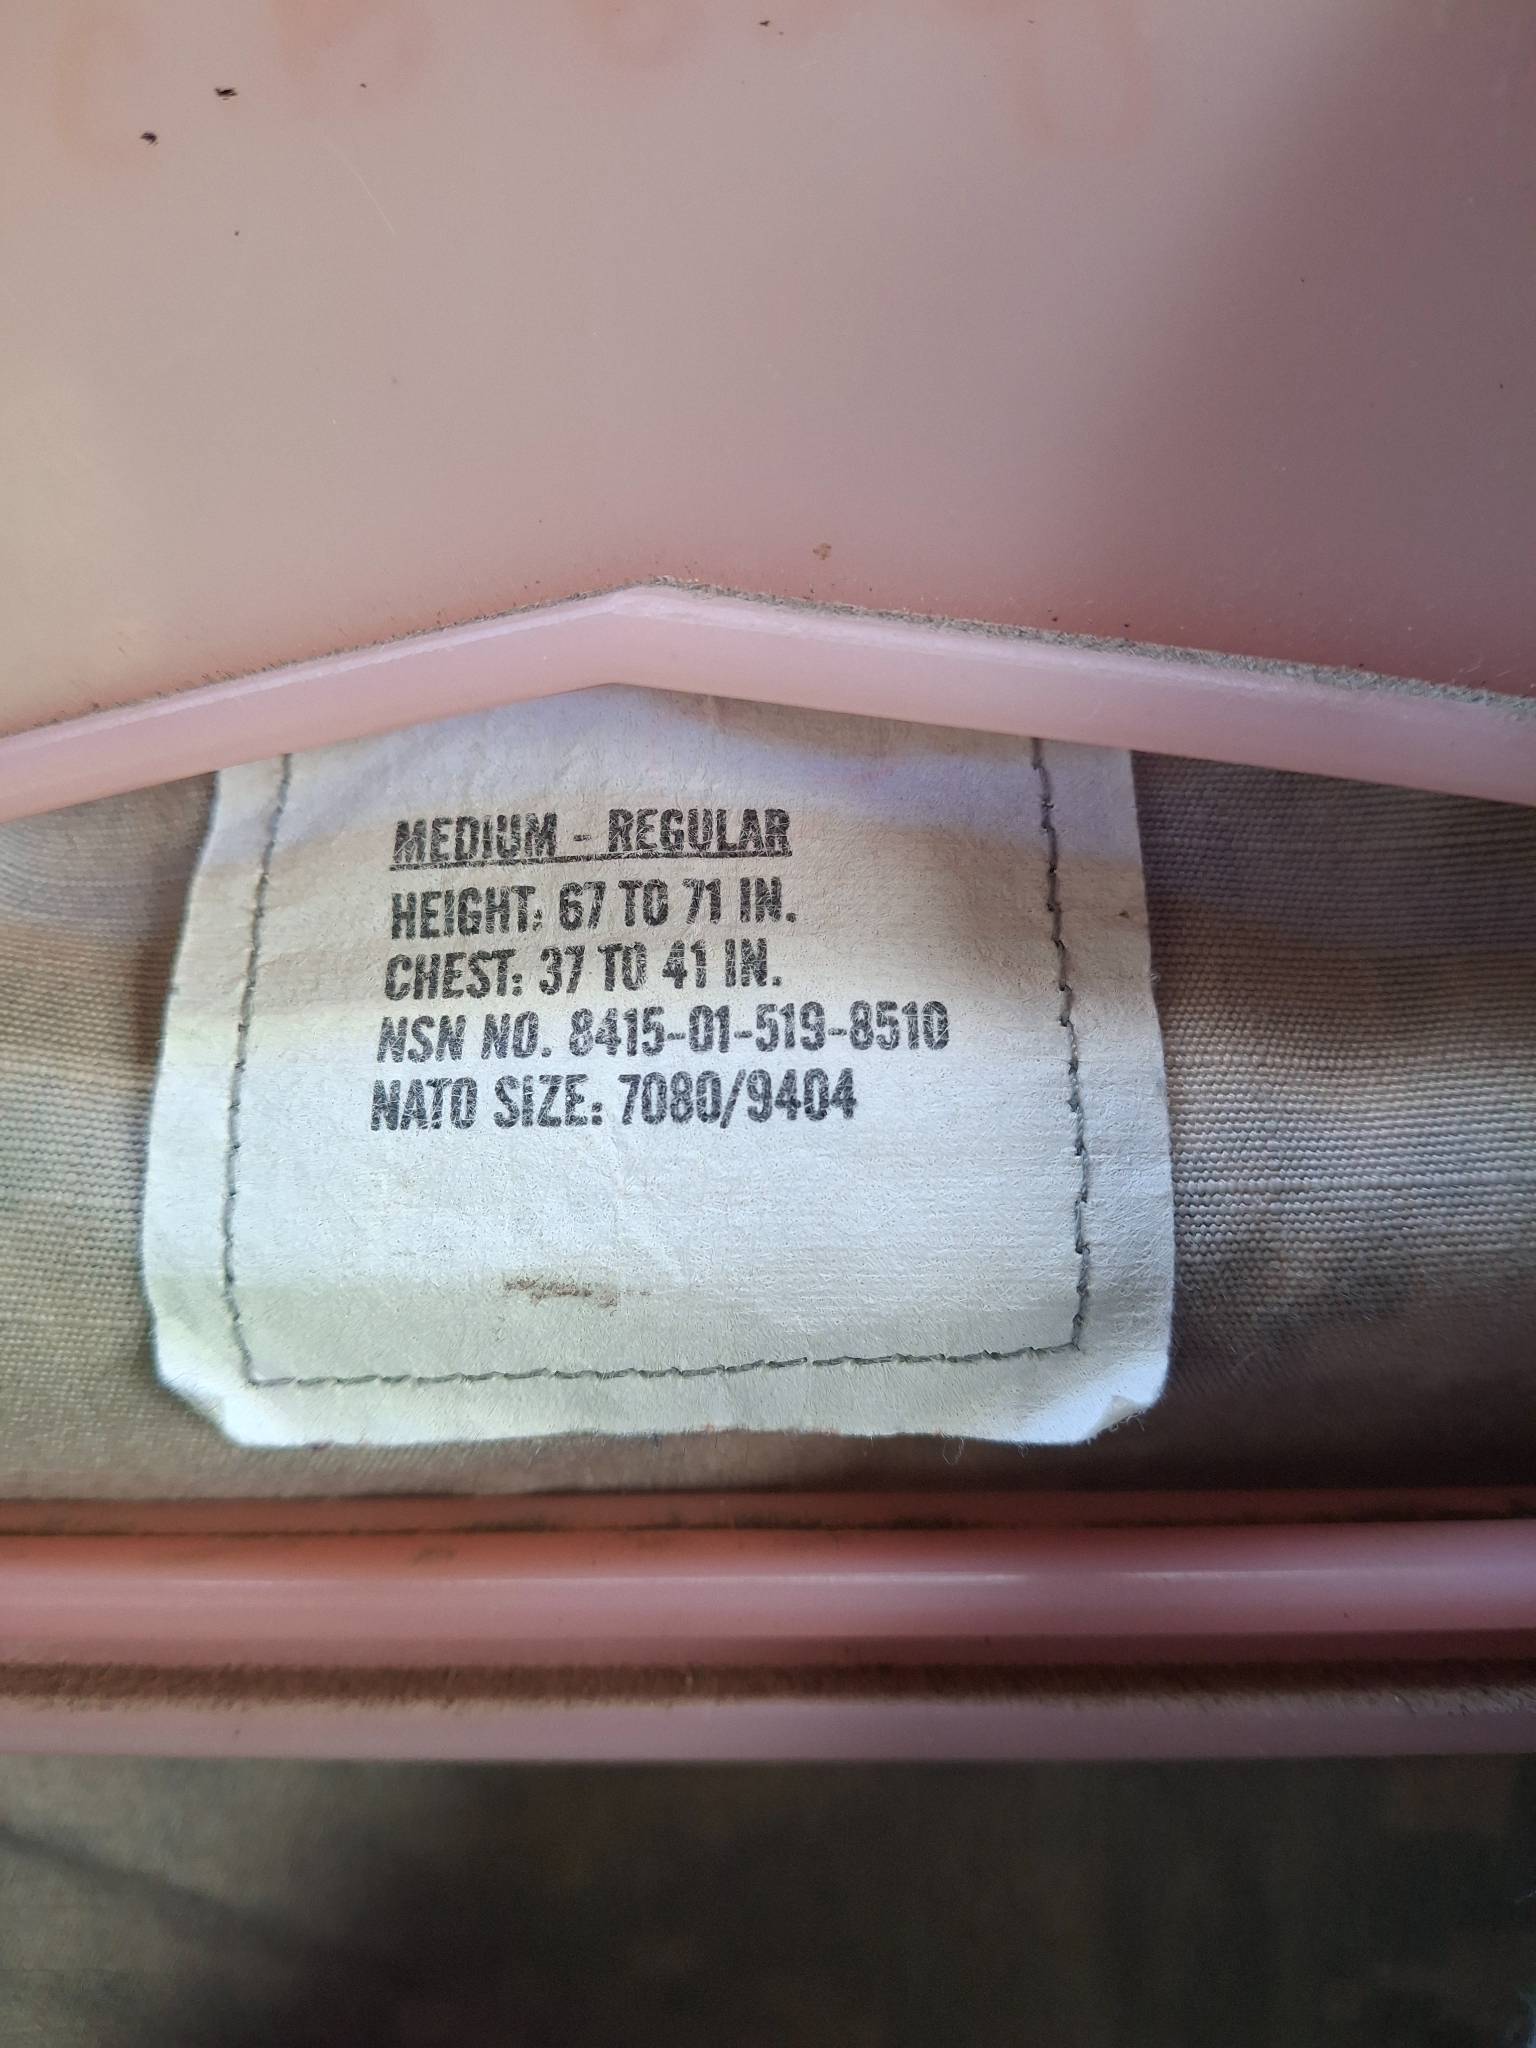 MEDIUM - REGULAR
HEIGHT: 67 TO 71 IN.
CHEST: 37 TO 41 IN.
NSN NO. 8415-01-519-8510
NATO SIZE: 7080/9404